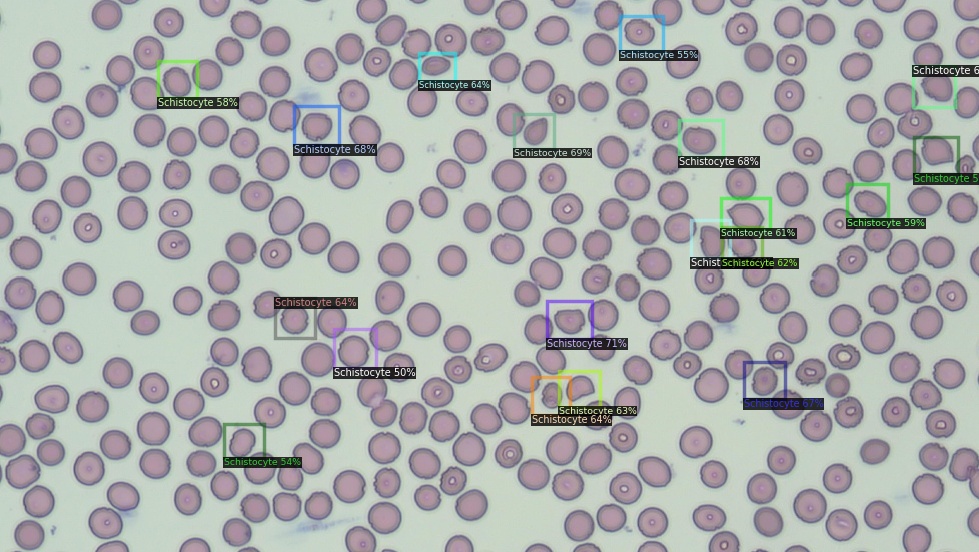 Schistocyte 55%
Schistocyte 6
Schistocyte 64%
Schistocyte 58%
Schistocyte 68%
Schistocyte 69%
Schistocyte 68%
Schistocyte 5
Schistocyte 59%
Schistocyte 61%
Schist
Schistocyte 62%
Schistocyte 64%
Schistocyte 71%
Schistocyte 50%
Schistocyte 67%
Schistocyte 63%
Schistocyte 64%
Schistocyte 54%